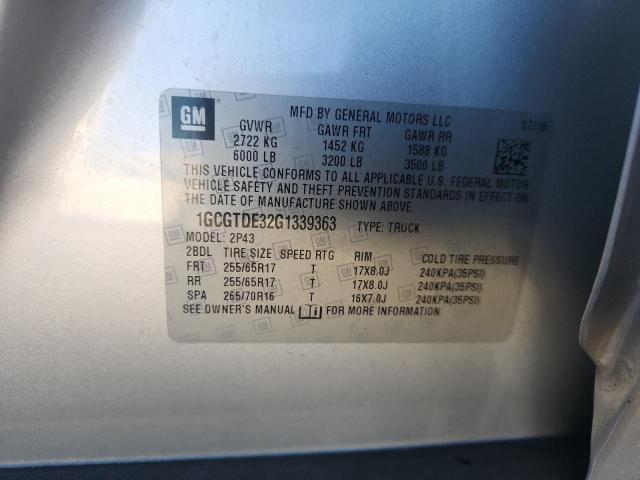 GM
MFD BY GENERAL MOTORS LLC
07/16
GVWR GAWR FRT GAWR RR
2722 KG 1452 KG 1588 KG
6000 LB 3200 LB 3500 LB
THIS VEHICLE CONFORMS TO ALL APPLICABLE U.S. FEDERAL MOTOR
VEHICLE SAFETY AND THEFT PREVENTION STANDARDS IN EFFECT ON
THE DATE OF MANUFACTURE SHOWN ABOVE.
1GCGTDE32G1339363 TYPE: TRUCK
MODEL: 2P43
2BDL TIRE SIZE SPEED RTG RIM COLD TIRE PRESSURE
FRT 255/65R17 T 17X8.0J 240KPA(35PSI)
RR 255/65R17 T 17X8.0J 240KPA(35PSI)
SPA 265/70R16 T 16X7.0J 240KPA(35PSI)
SEE OWNER'S MANUAL FOR MORE INFORMATION